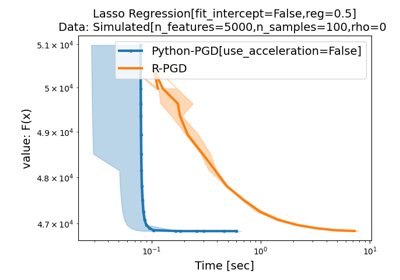 Lasso Regression[fit_intercept=False,reg=0.5]
Data: Simulated[n_features=5000,n_samples=100,rho=0
value: F(x)
5.1 × 10⁴
5 × 10⁴
4.9 × 10⁴
4.8 × 10⁴
4.7 × 10⁴
Python-PGD[use_acceleration=False]
R-PGD
10⁻¹
10⁰
10¹
Time [sec]